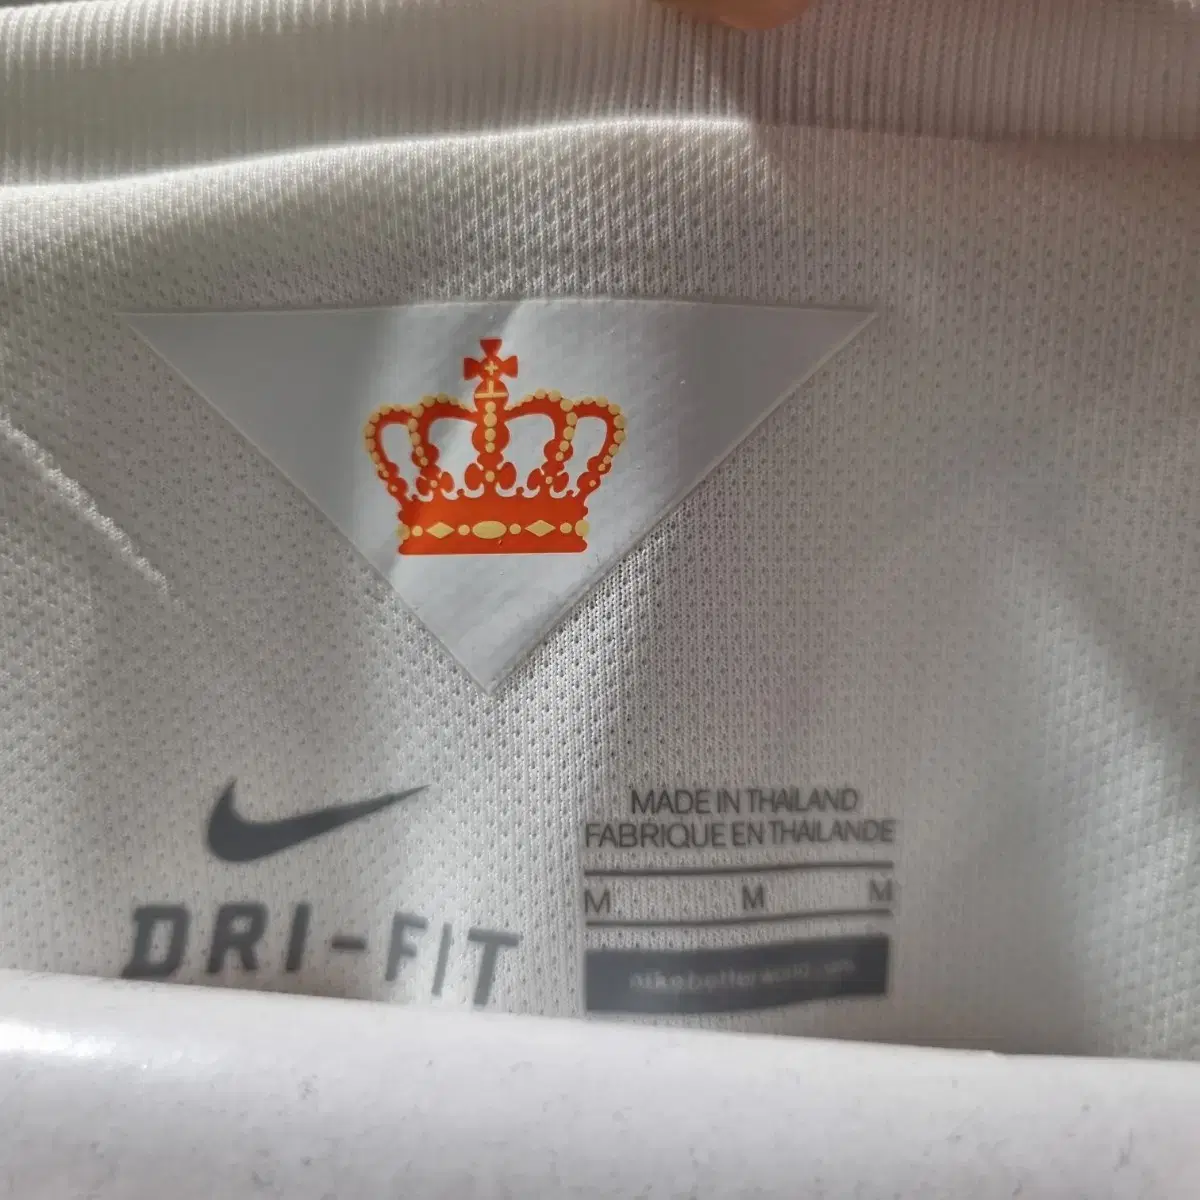 DRI-FIT
MADE IN THAILAND
FABRIQUE EN THAILANDE
M M M